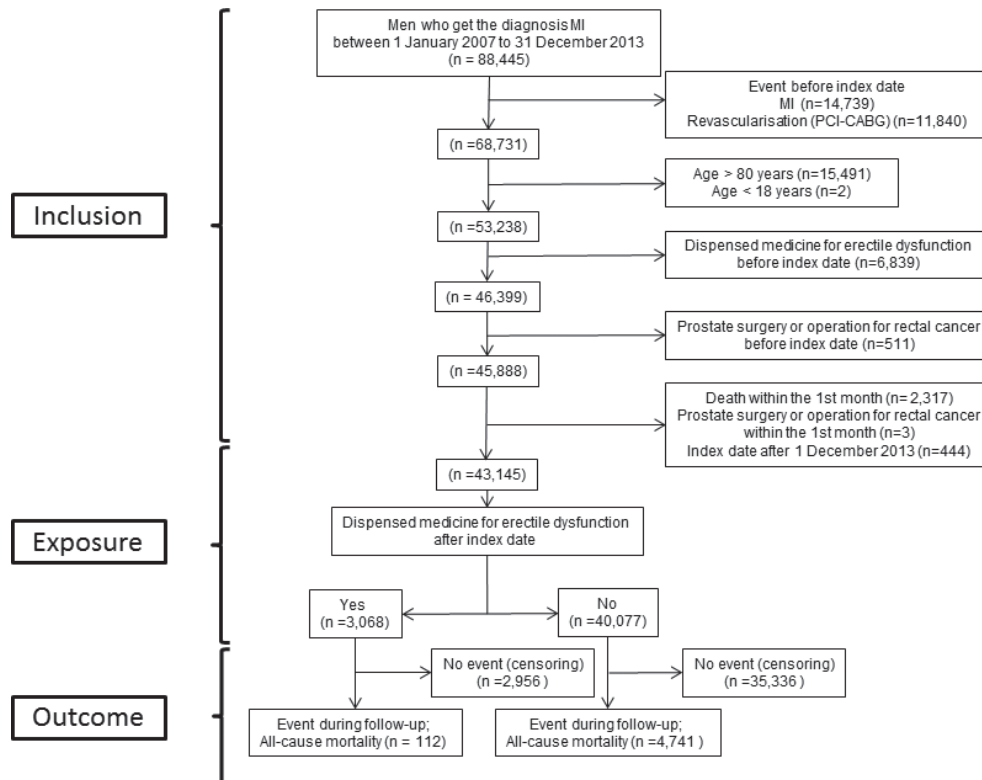 Men who get the diagnosis MI
between 1 January 2007 to 31 December 2013
(n = 88,445)
Event before index date
MI (n=14,739)
Revascularisation (PCI-CABG) (n=11,840)
(n =68,731)
Age > 80 years (n=15,491)
Age < 18 years (n=2)
Inclusion
(n =53,238)
Dispensed medicine for erectile dysfunction
before index date (n=6,839)
(n = 46,399)
Prostate surgery or operation for rectal cancer
before index date (n=511)
(n =45,888)
Death within the 1st month (n= 2,317)
Prostate surgery or operation for rectal cancer
within the 1st month (n=3)
Index date after 1 December 2013 (n=444)
(n =43,145)
Exposure
Dispensed medicine for erectile dysfunction
after index date
Yes
(n =3,068)
No
(n =40,077)
Outcome
No event (censoring)
(n =2,956 )
No event (censoring)
(n =35,336 )
Event during follow-up;
All-cause mortality (n = 112)
Event during follow-up;
All-cause mortality (n =4,741 )